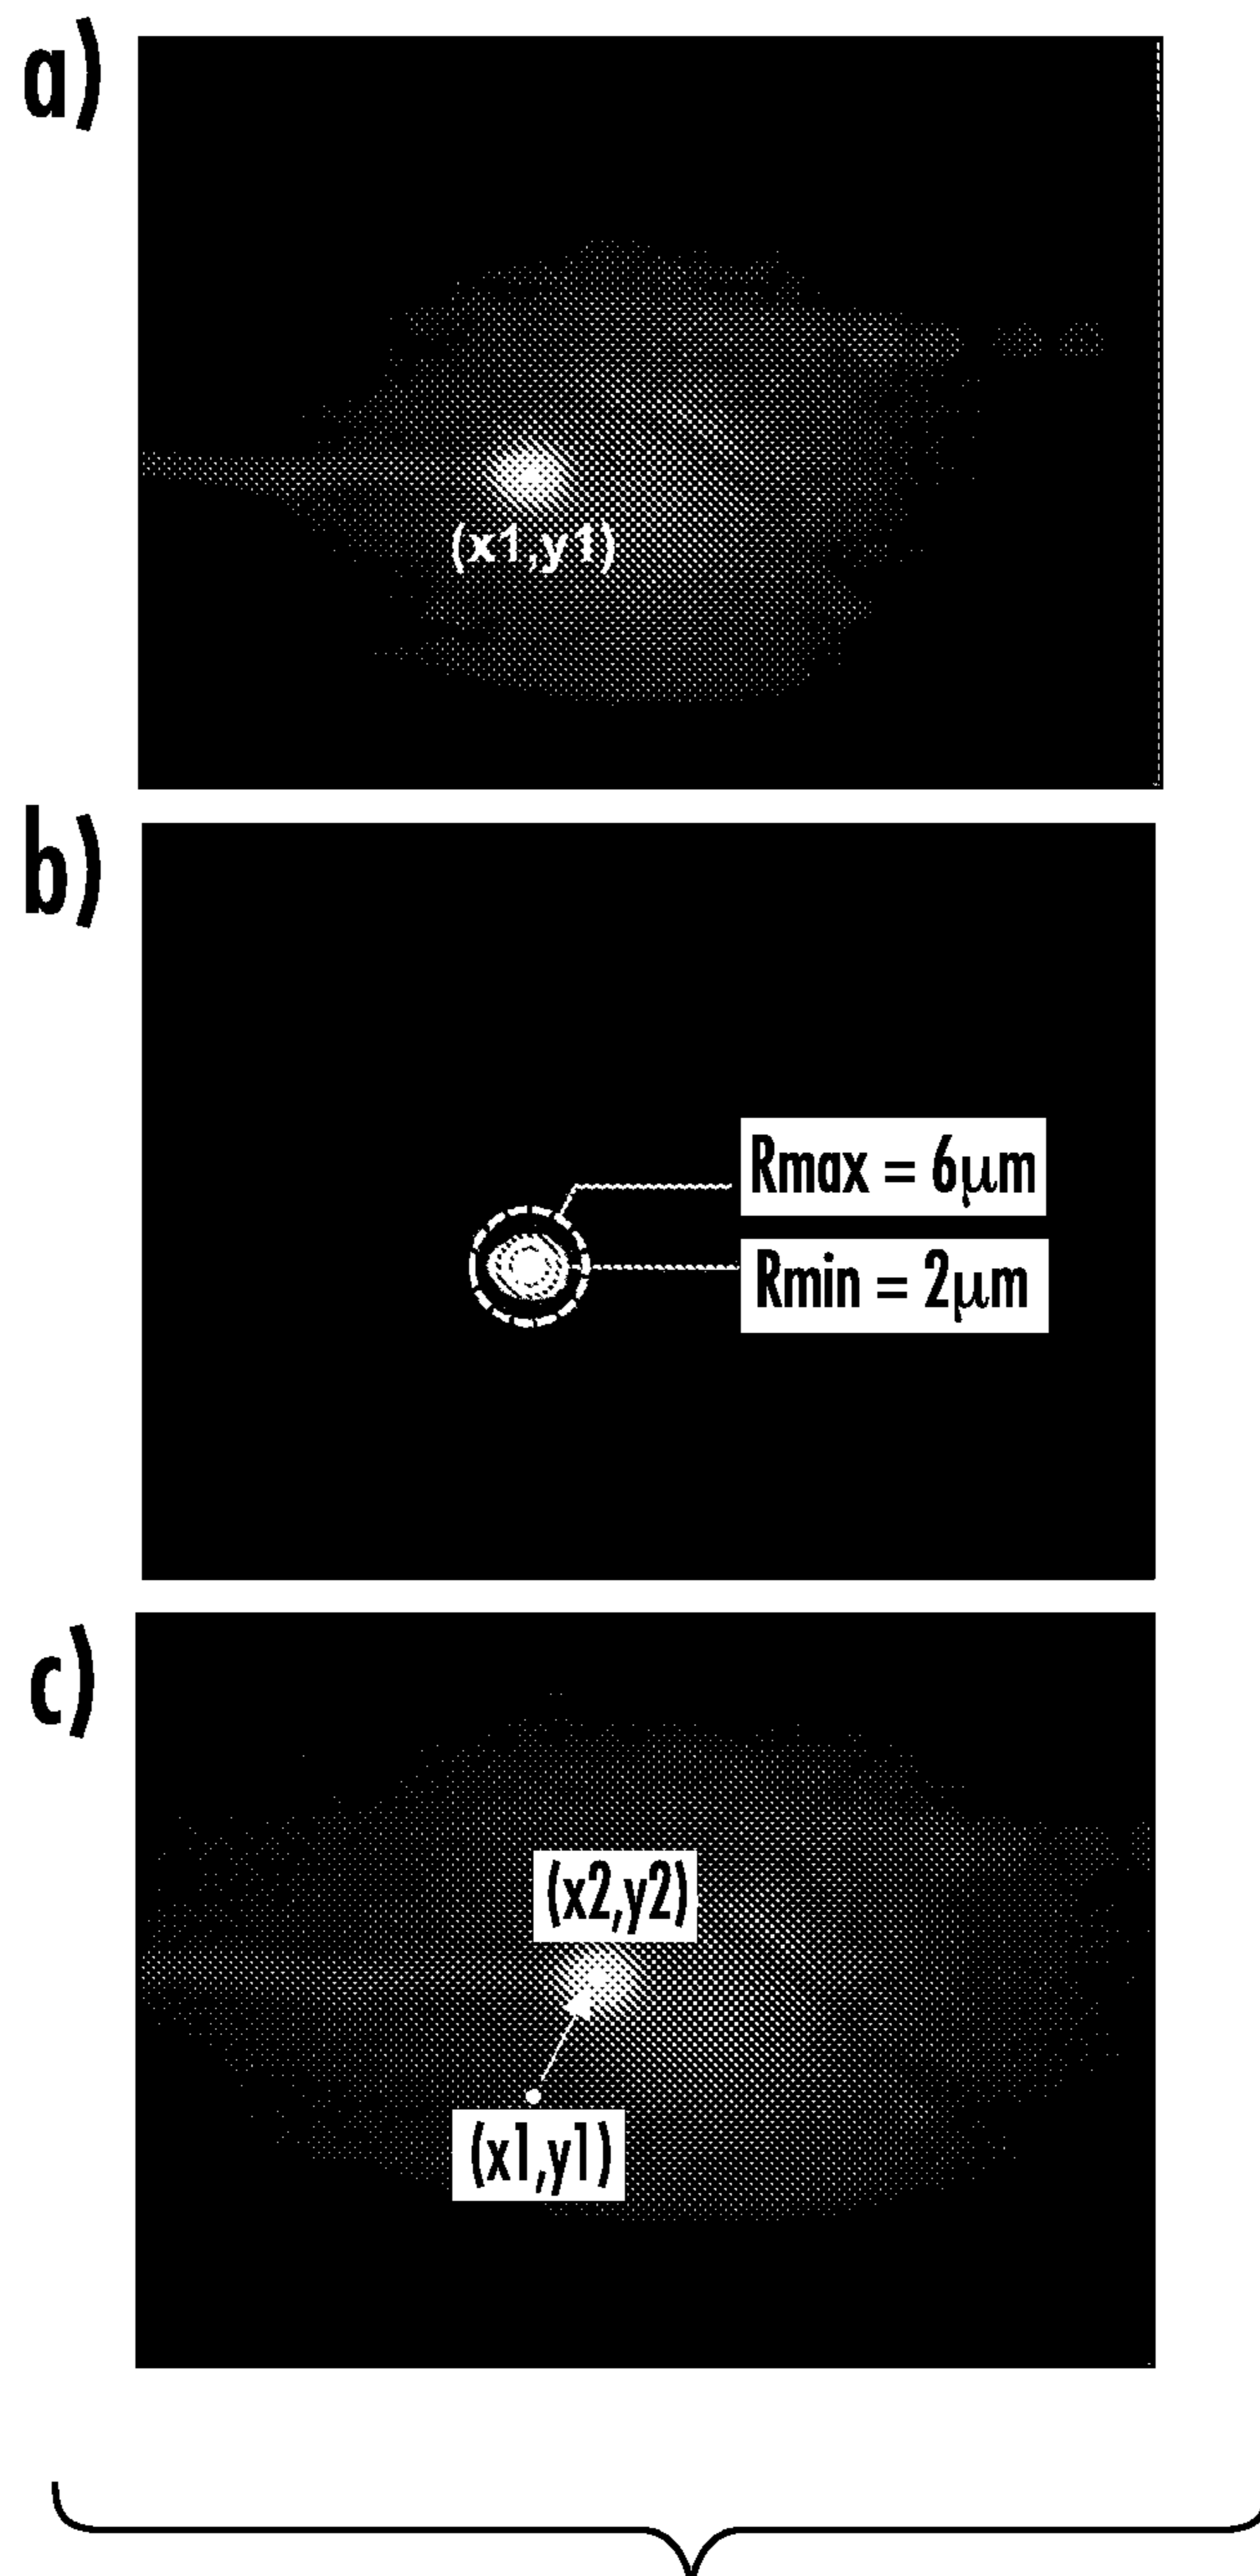 a)
(x1,y1)
b)
Rmax = 6μm
Rmin = 2μm
c)
(x2,y2)
(x1,y1)